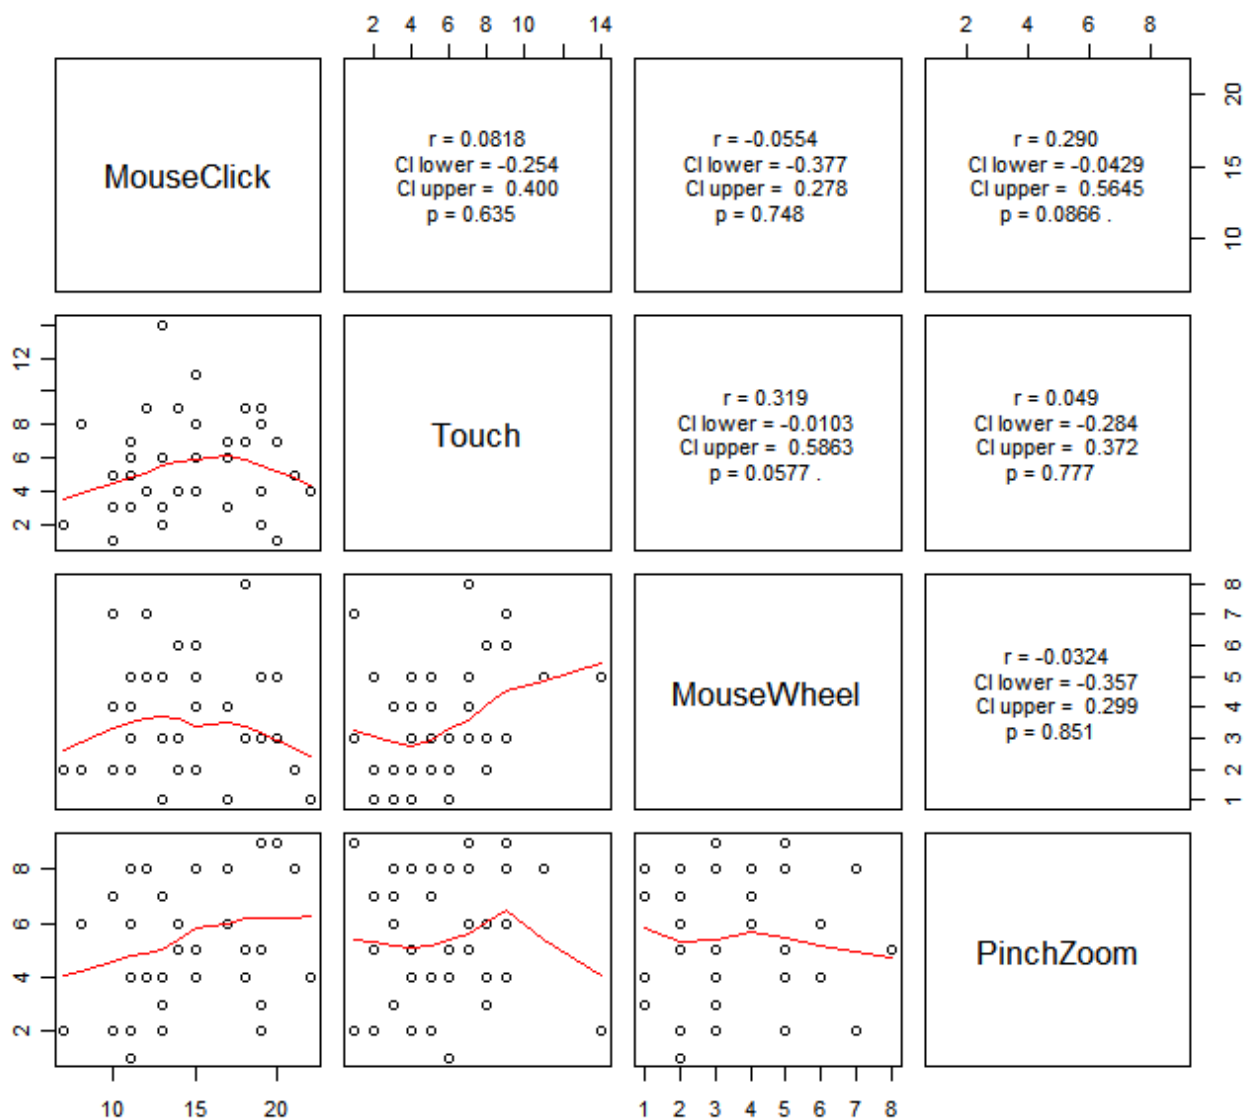 2 4 6 8 10 14
2 4 6 8
MouseClick
r = 0.0818
CI lower = -0.254
CI upper = 0.400
p = 0.635
r = -0.0554
CI lower = -0.377
CI upper = 0.278
p = 0.748
r = 0.290
CI lower = -0.0429
CI upper = 0.5645
p = 0.0866 .
20
15
10
12
8
6
4
2
Touch
r = 0.319
CI lower = -0.0103
CI upper = 0.5863
p = 0.0577 .
r = 0.049
CI lower = -0.284
CI upper = 0.372
p = 0.777
MouseWheel
r = -0.0324
CI lower = -0.357
CI upper = 0.299
p = 0.851
8
7
6
5
4
3
2
1
8
6
4
2
PinchZoom
10 15 20
1 2 3 4 5 6 7 8